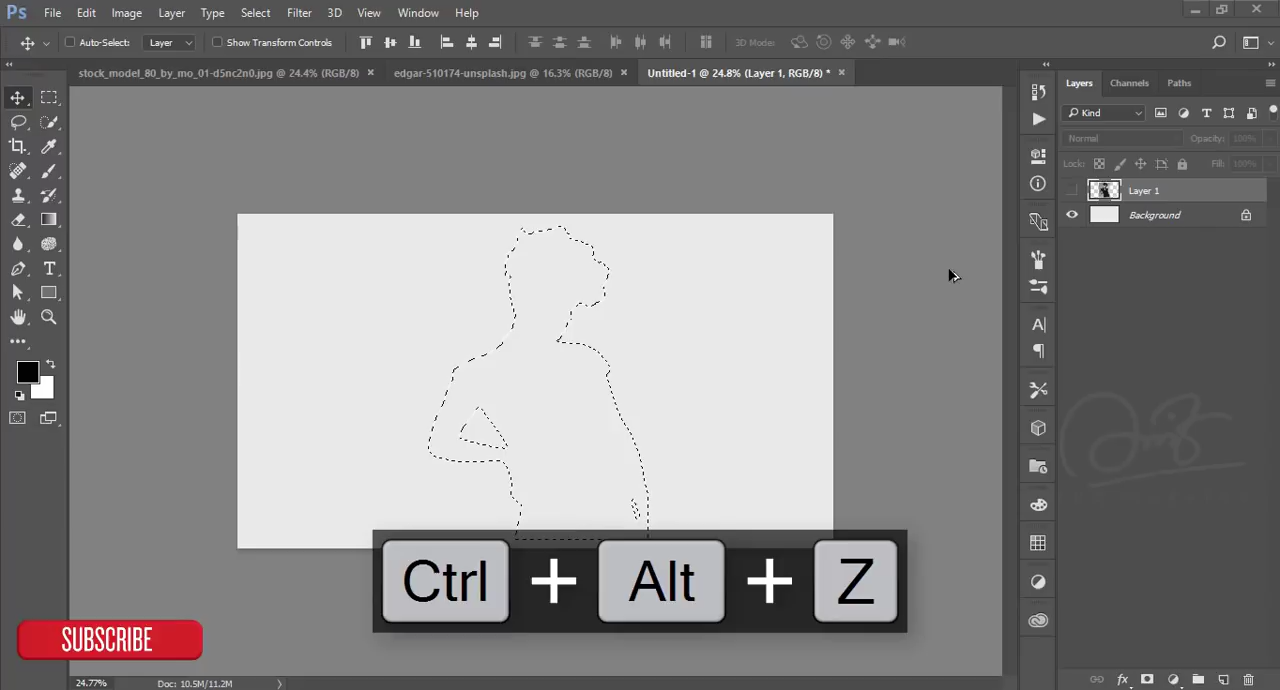 Ps File Edit Image Layer Type Select Filter 3D View Window Help
Auto-Select: Layer Show Transform Controls 3D Mode:
stock_model_80_by_mo_01-d5nc2n0.jpg @ 24.4% (RGB/8) × edgar-510174-unsplash.jpg @ 16.3% (RGB/8) × Untitled-1 @ 24.8% (Layer 1, RGB/8) * ×
Layers Channels Paths
Kind
Normal Opacity: 100%
Lock: Fill: 100%
Layer 1
Background
Ctrl + Alt + Z
SUBSCRIBE
24.77% Doc: 10.5M/11.2M